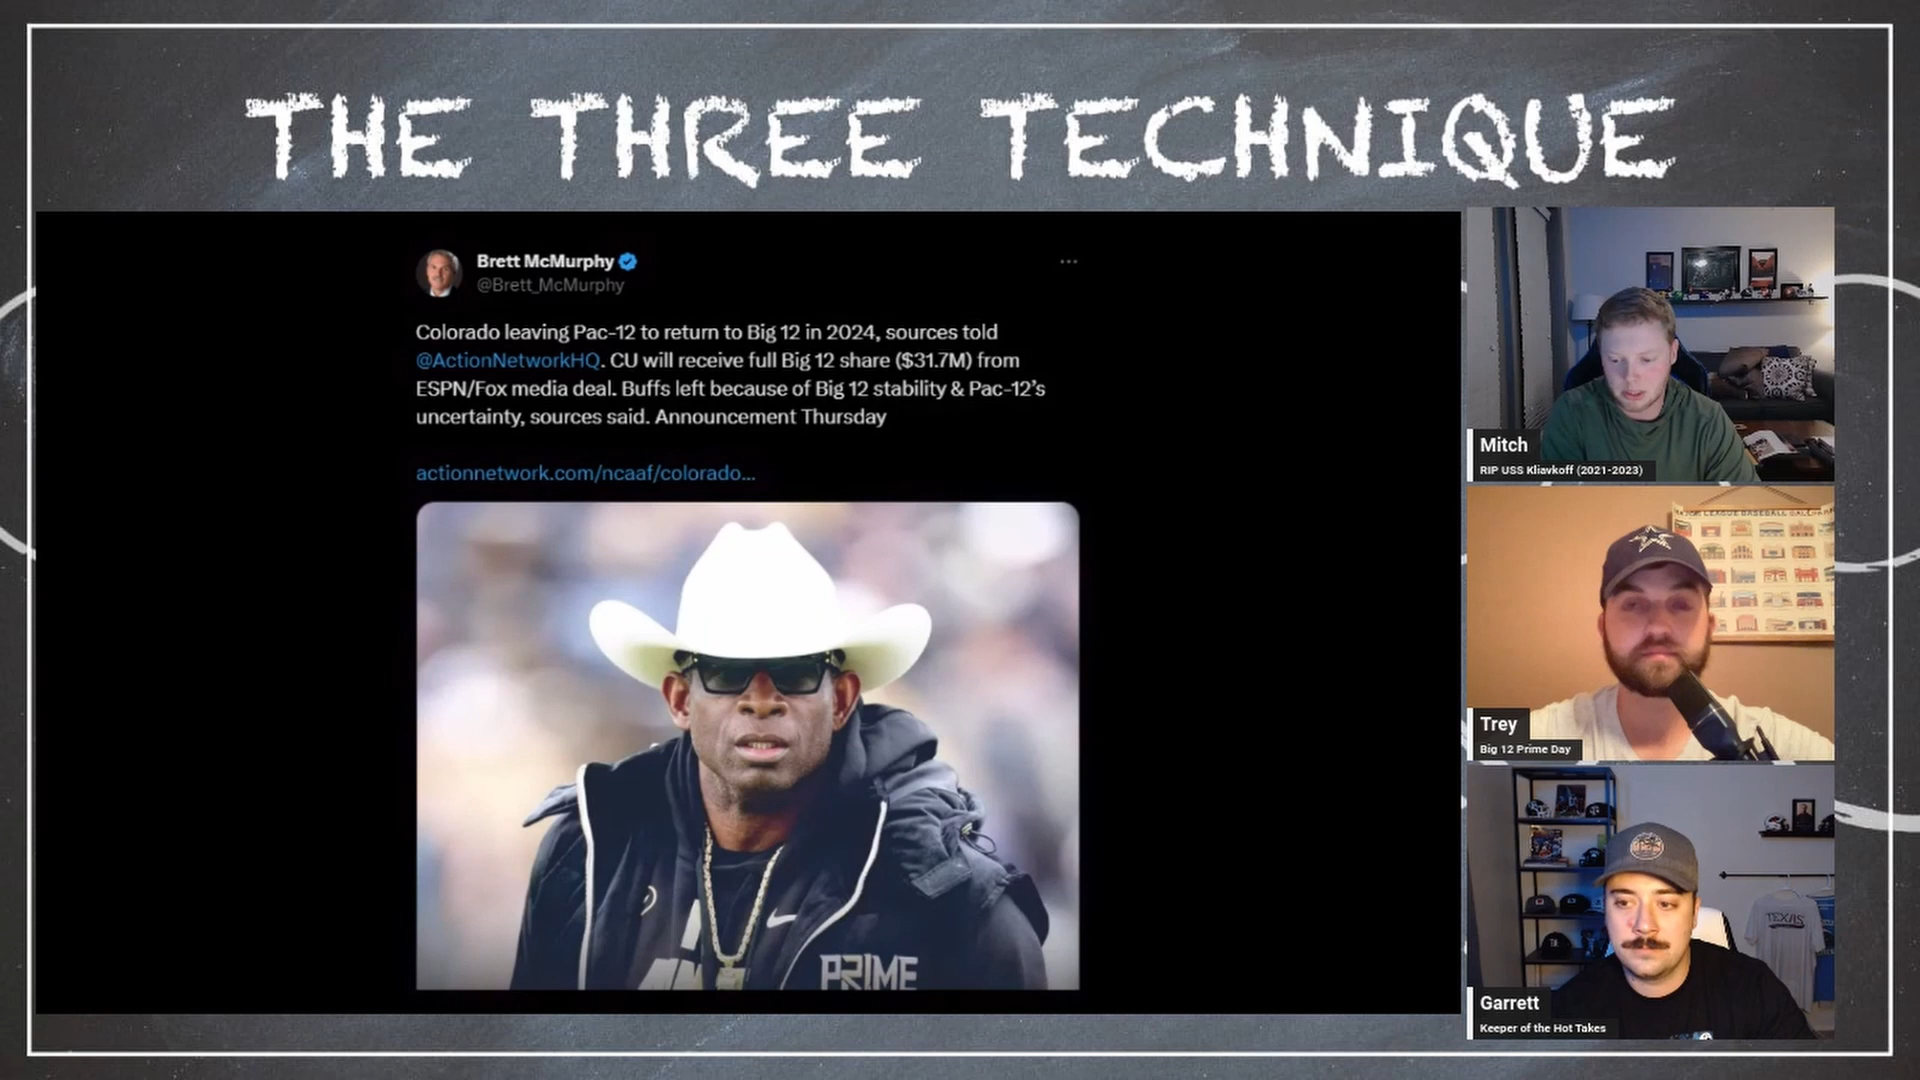 THE THREE TECHNIQUE
Brett McMurphy
@Brett_McMurphy
Colorado leaving Pac-12 to return to Big 12 in 2024, sources told
@ActionNetworkHQ. CU will receive full Big 12 share ($31.7M) from
ESPN/Fox media deal. Buffs left because of Big 12 stability & Pac-12’s
uncertainty, sources said. Announcement Thursday
actionnetwork.com/ncaaf/colorado...
PRIME
Mitch
RIP USS Kliavkoff (2021-2023)
Trey
Big 12 Prime Day
TEXAS
Garrett
Keeper of the Hot Takes